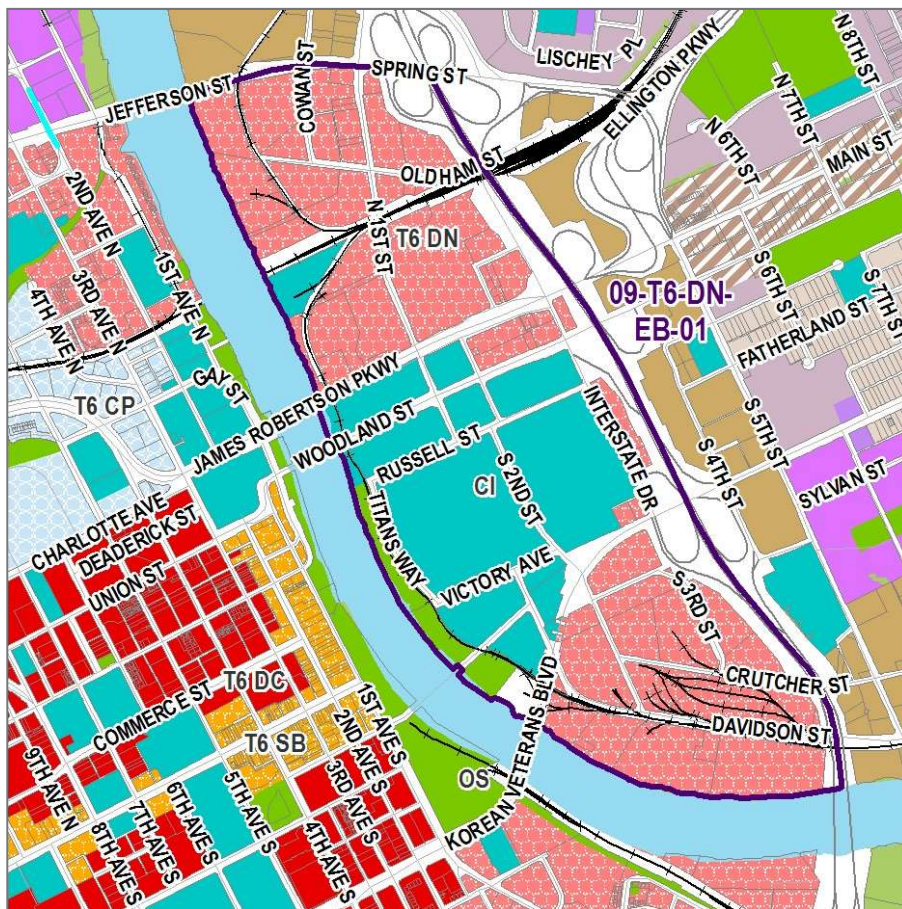 LISCHEY PL
N 8TH ST
COWAN ST
SPRING ST
ELLINGTON PKWY
N 7TH ST
JEFFERSON ST
N 6TH ST
MAIN ST
OLDHAM ST
2ND AVE N
1ST AVE N
N 1ST ST
T6 DN
S 6TH ST
S 7TH ST
3RD AVE N
4TH AVE N
09-T6-DN-
EB-01
FATHERLAND ST
GAY ST
T6 CP
JAMES ROBERTSON PKWY
WOODLAND ST
INTERSTATE DR
S 5TH ST
S 4TH ST
RUSSELL ST
CI
S 2ND ST
SYLVAN ST
CHARLOTTE AVE
DEADERICK ST
TITANS WAY
UNION ST
VICTORY AVE
S 3RD ST
T6 DC
COMMERCE ST
1ST AVE S
CRUTCHER ST
KOREAN VETERANS BLVD
DAVIDSON ST
T6 SB
2ND AVE S
9TH AVE N
5TH AVE S
3RD AVE S
OS
6TH AVE S
7TH AVE S
8TH AVE S
4TH AVE S